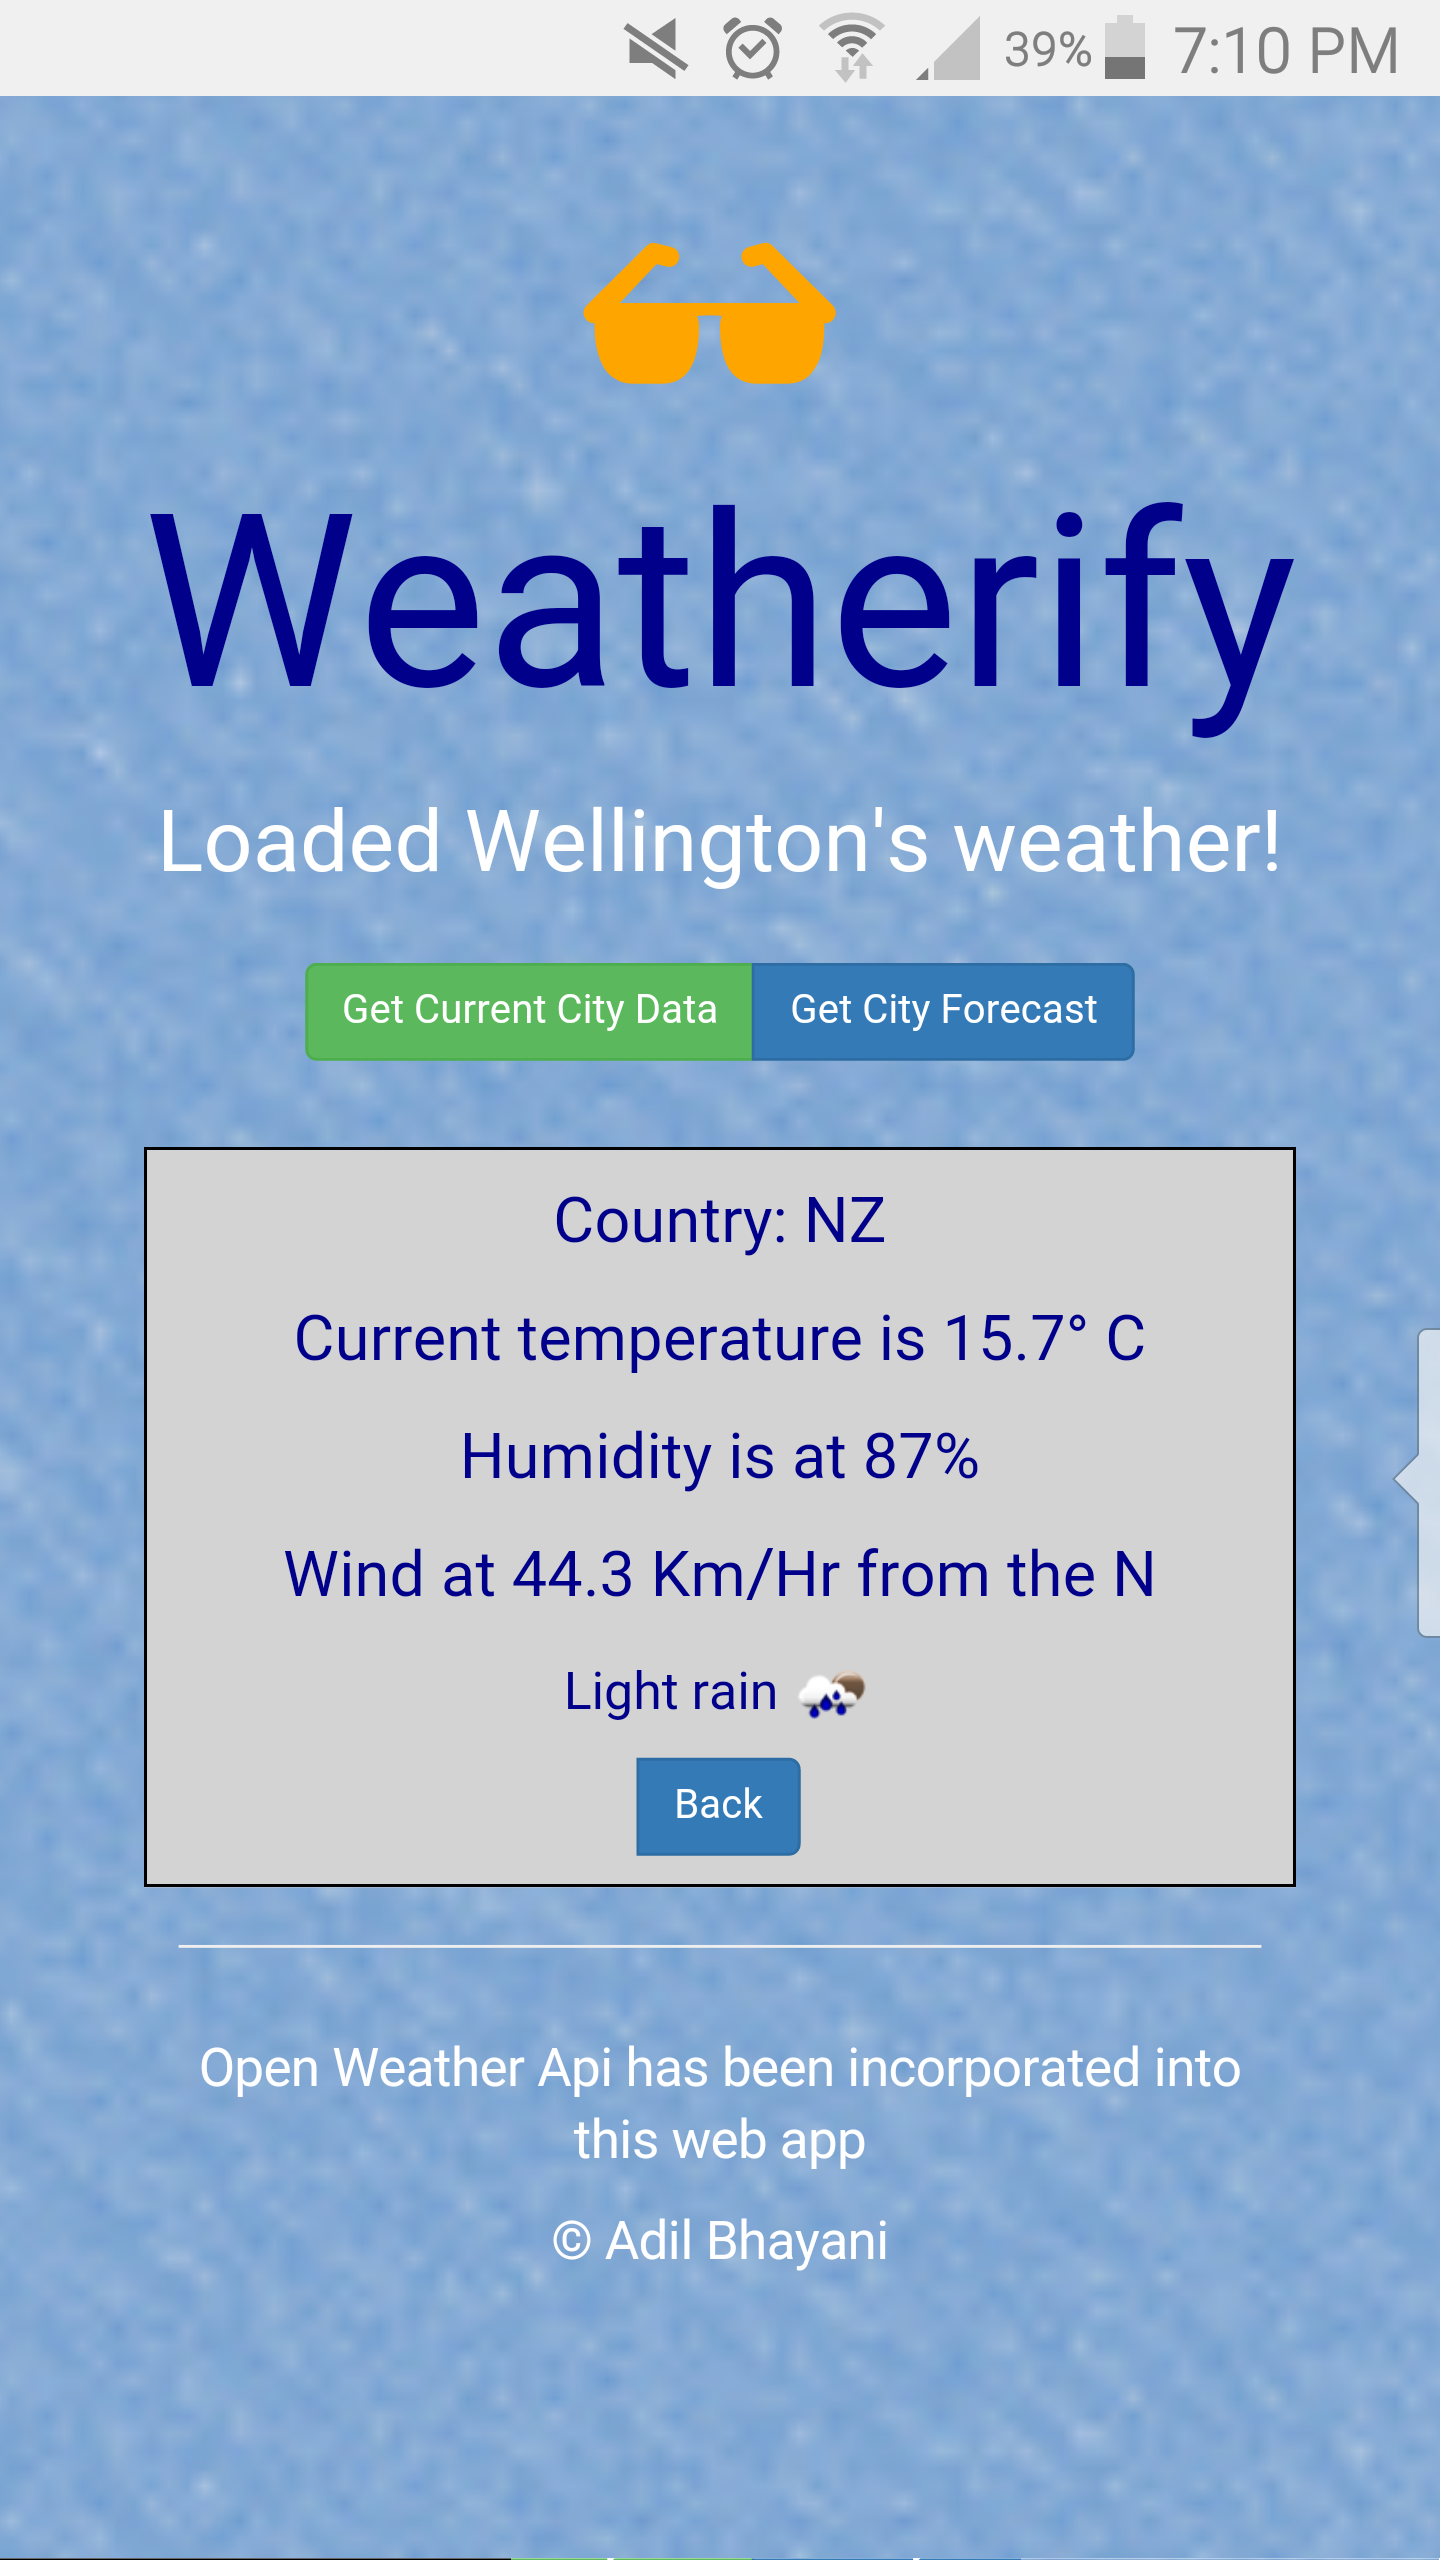 39% 7:10 PM
Weatherify
Loaded Wellington's weather!
Get Current City Data Get City Forecast
Country: NZ
Current temperature is 15.7° C
Humidity is at 87%
Wind at 44.3 Km/Hr from the N
Light rain
Back
Open Weather Api has been incorporated into
this web app
© Adil Bhayani